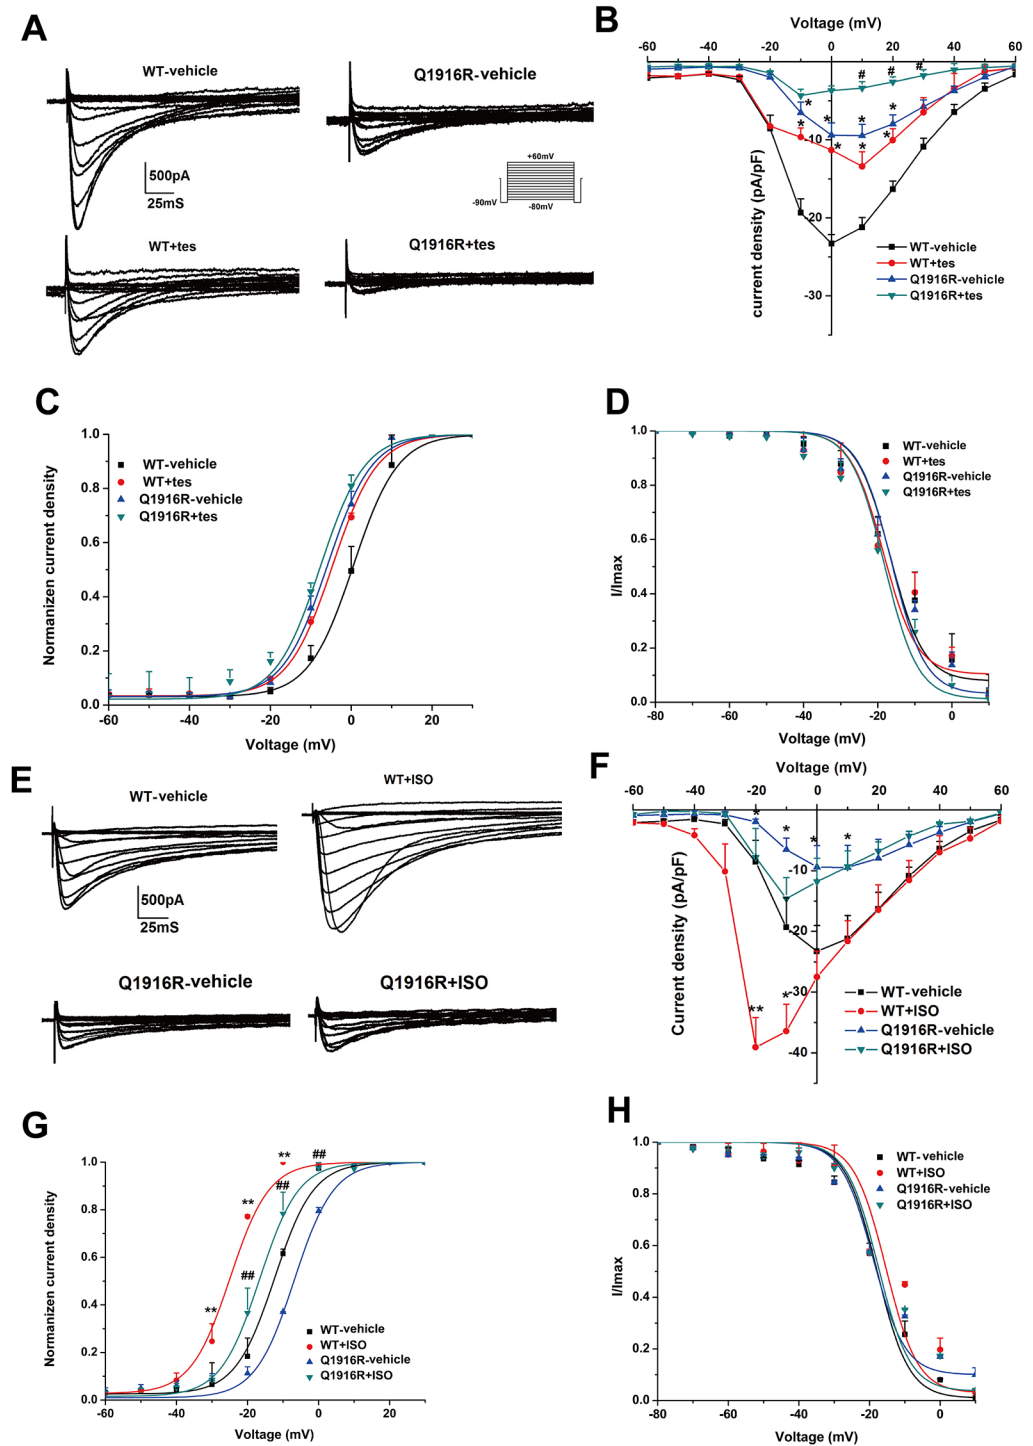 A
WT-vehicle
Q1916R-vehicle
500pA
25mS
+60mV
-90mV
-80mV
WT+tes
Q1916R+tes
B
Voltage (mV)
-60 -40 -20 0 20 40 60
# # #
* * * * * * * *
-10
-20
-30
current density (pA/pF)
WT-vehicle
WT+tes
Q1916R-vehicle
Q1916R+tes
C
Normanizen current density
1.0
0.8
0.6
0.4
0.2
0.0
-60 -40 -20 0 20
Voltage (mV)
WT-vehicle
WT+tes
Q1916R-vehicle
Q1916R+tes
D
I/Imax
1.0
0.8
0.6
0.4
0.2
0.0
-80 -60 -40 -20 0
Voltage (mV)
WT-vehicle
WT+tes
Q1916R-vehicle
Q1916R+tes
E
WT-vehicle
WT+ISO
500pA
25mS
Q1916R-vehicle
Q1916R+ISO
F
Voltage (mV)
-60 -40 -20 0 20 40 60
* * * *
-10
-20
-30
-40
** *
Current density (pA/pF)
WT-vehicle
WT+ISO
Q1916R-vehicle
Q1916R+ISO
G
Normanizen current density
1.0
0.8
0.6
0.4
0.2
0.0
-60 -40 -20 0 20
Voltage (mV)
** ##
##
**
##
**
WT-vehicle
WT+ISO
Q1916R-vehicle
Q1916R+ISO
H
I/Imax
1.0
0.8
0.6
0.4
0.2
0.0
-80 -60 -40 -20 0
Voltage (mV)
WT-vehicle
WT+ISO
Q1916R-vehicle
Q1916R+ISO